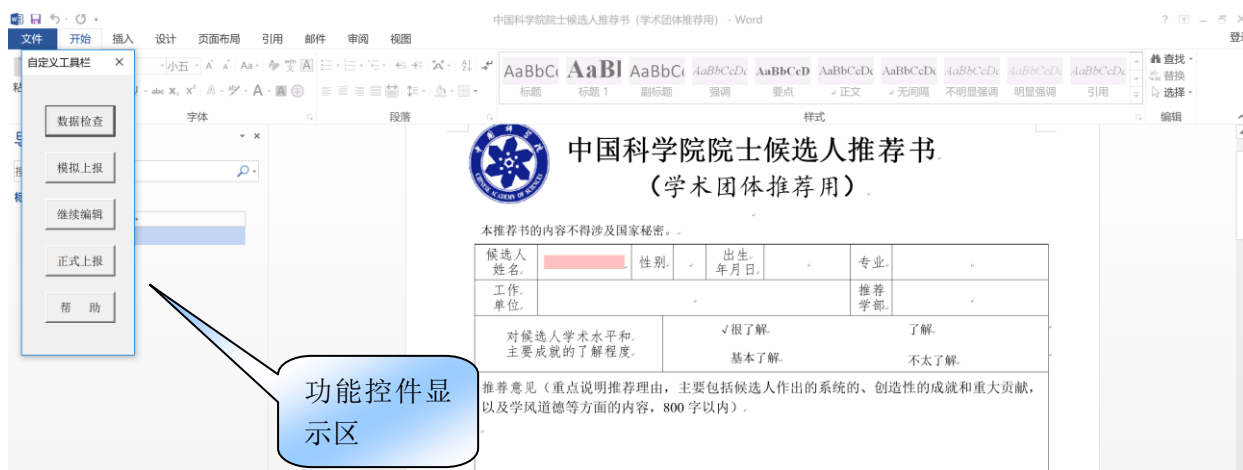 中国科学院院士候选人推荐书（学术团体推荐用） - Word
文件 开始 插入 设计 页面布局 引用 邮件 审阅 视图
自定义工具栏 ×
小五 A A Aa
查找
替换
选择
AaBbCc AaBl AaBbCc AaBbCcDc AaBbCcD AaBbCcDc AaBbCcDc AaBbCcDc AaBbCcDc AaBbCcDc
标题 标题 1 副标题 强调 要点 正文 无间隔 不明显强调 明显强调 引用
字体 段落 样式 编辑
数据检查
模拟上报
继续编辑
正式上报
帮 助
功能控件显
示区
中国科学院院士候选人推荐书
（学术团体推荐用）
本推荐书的内容不得涉及国家秘密。
候选人
姓名
性别
出生
年月日
专业
工作
单位
推荐
学部
对候选人学术水平和
主要成就的了解程度
√很了解
了解
基本了解
不太了解
推荐意见（重点说明推荐理由，主要包括候选人作出的系统的、创造性的成就和重大贡献，
以及学风道德等方面的内容，800 字以内）